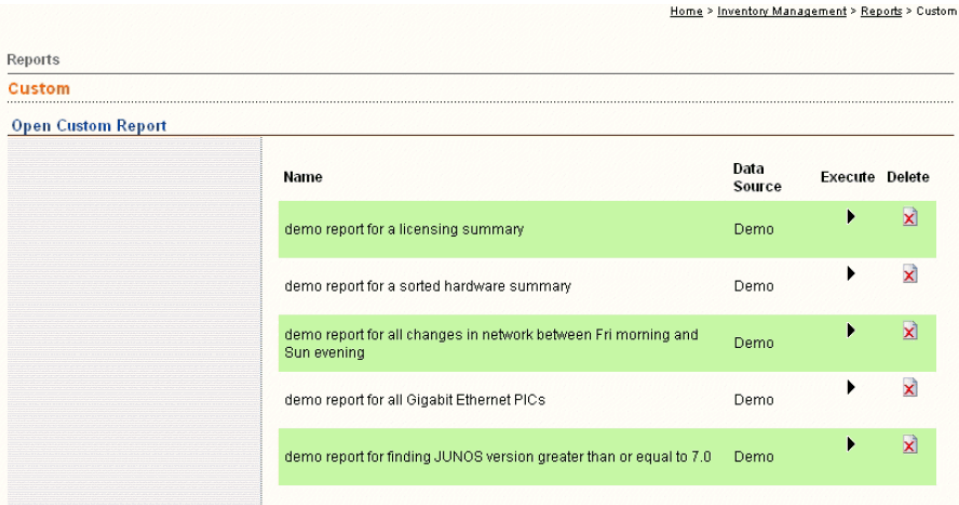 Home > Inventory Management > Reports > Custom
Reports
Custom
Open Custom Report
Name Data Source Execute Delete
demo report for a licensing summary Demo
demo report for a sorted hardware summary Demo
demo report for all changes in network between Fri morning and
Sun evening Demo
demo report for all Gigabit Ethernet PICs Demo
demo report for finding JUNOS version greater than or equal to 7.0 Demo